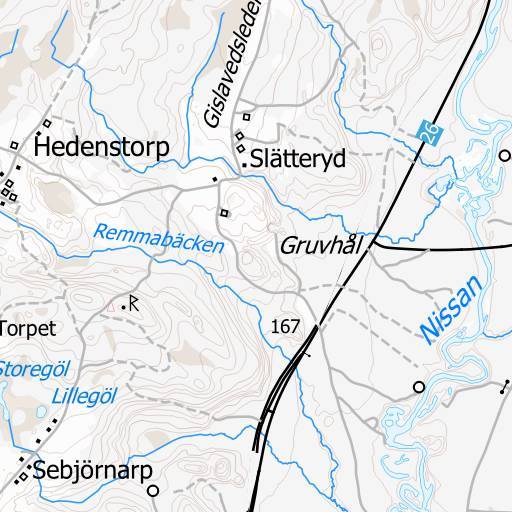 Gislavedsleden
26
Hedenstorp
Slätteryd
Remmabäcken
Gruvhål
Nissan
R
Torpet
167
Storegöl
Lillegöl
Sebjörnarp